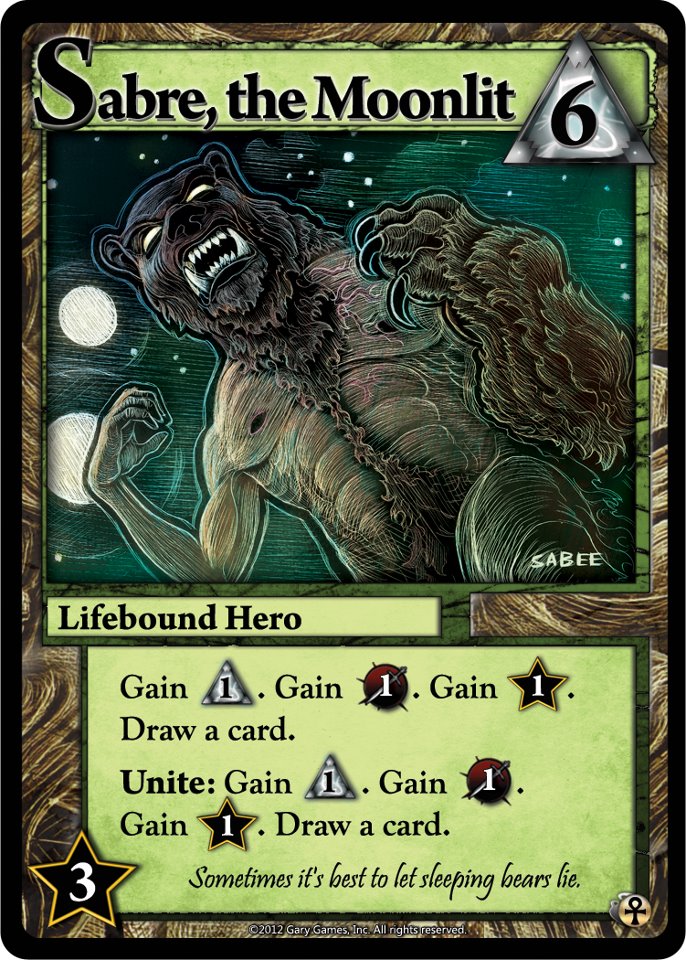 Sabre, the Moonlit
6
SABEE
Lifebound Hero
Gain 1 . Gain 1 . Gain 1 .
Draw a card.
Unite: Gain 1 . Gain 1 .
Gain 1 . Draw a card.
Sometimes it's best to let sleeping bears lie.
3
©2012 Gary Games, Inc. All rights reserved.